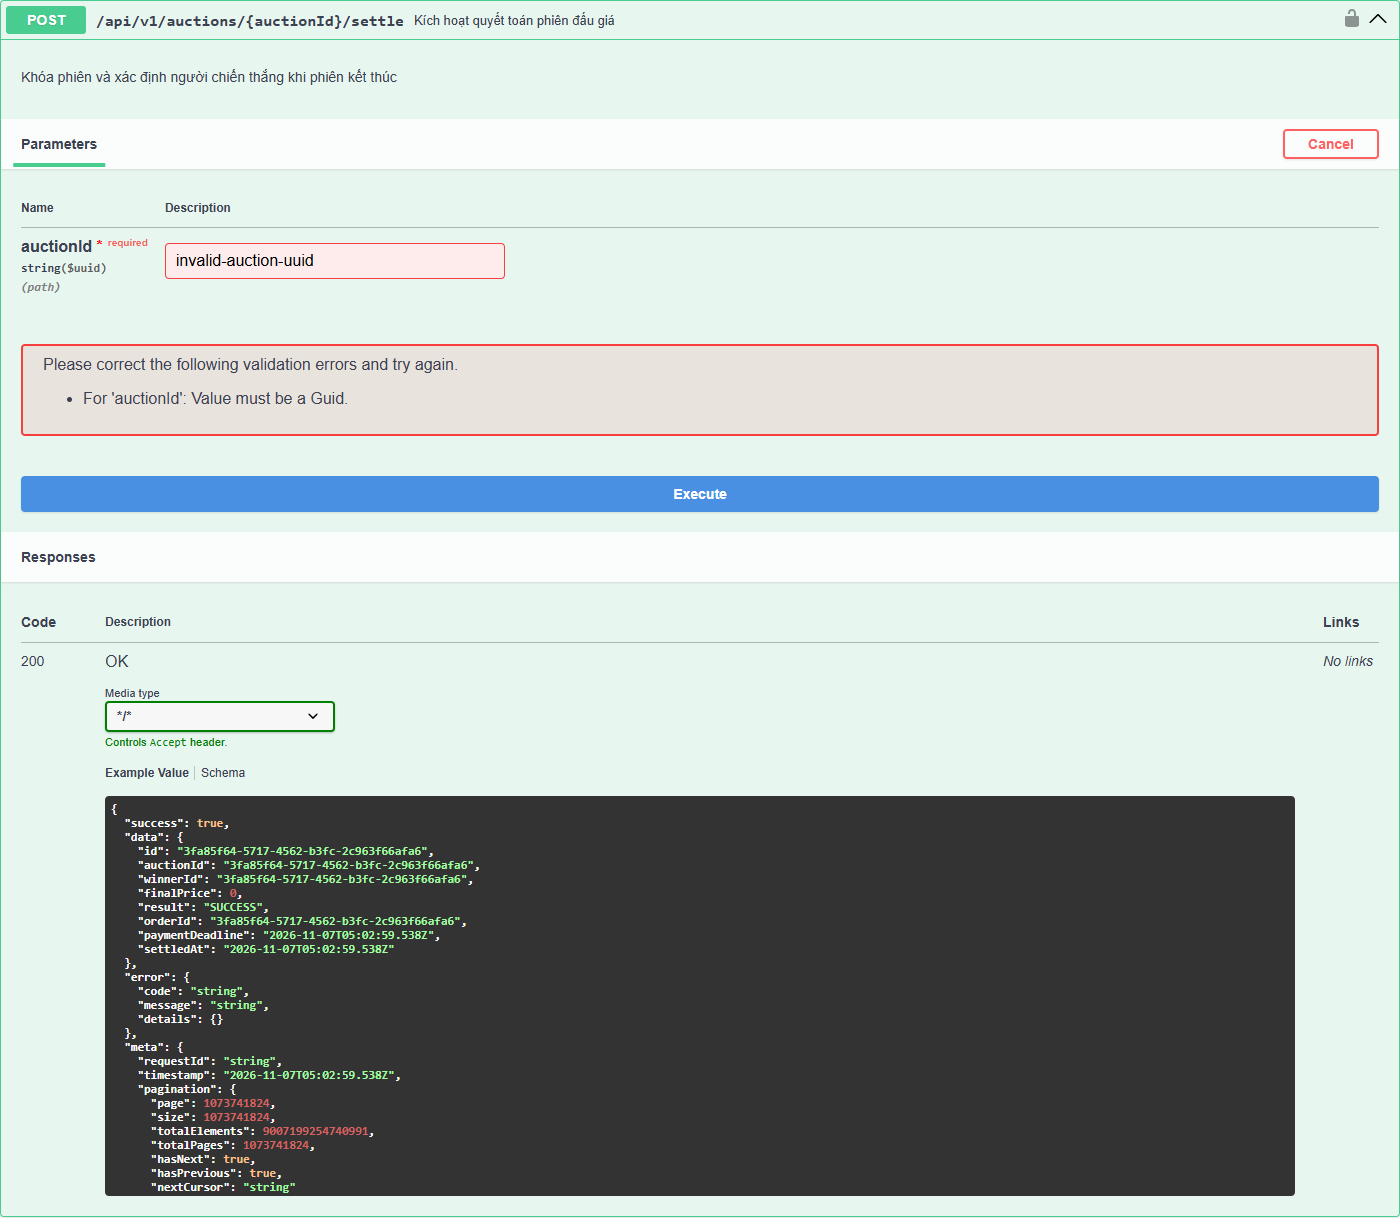 POST /api/v1/auctions/{auctionId}/settle Kích hoạt quyết toán phiên đấu giá
Khóa phiên và xác định người chiến thắng khi phiên kết thúc
Parameters
Cancel
Name Description
auctionId * required
string($uuid)
(path)
invalid-auction-uuid
Please correct the following validation errors and try again.
• For 'auctionId': Value must be a Guid.
Execute
Responses
Code Description Links
200 OK No links
Media type
*/*
Controls Accept header.
Example Value Schema
{
  "success": true,
  "data": {
    "id": "3fa85f64-5717-4562-b3fc-2c963f66afa6",
    "auctionId": "3fa85f64-5717-4562-b3fc-2c963f66afa6",
    "winnerId": "3fa85f64-5717-4562-b3fc-2c963f66afa6",
    "finalPrice": 0,
    "result": "SUCCESS",
    "orderId": "3fa85f64-5717-4562-b3fc-2c963f66afa6",
    "paymentDeadline": "2026-11-07T05:02:59.538Z",
    "settledAt": "2026-11-07T05:02:59.538Z"
  },
  "error": {
    "code": "string",
    "message": "string",
    "details": {}
  },
  "meta": {
    "requestId": "string",
    "timestamp": "2026-11-07T05:02:59.538Z",
    "pagination": {
      "page": 1073741824,
      "size": 1073741824,
      "totalElements": 9007199254740991,
      "totalPages": 1073741824,
      "hasNext": true,
      "hasPrevious": true,
      "nextCursor": "string"